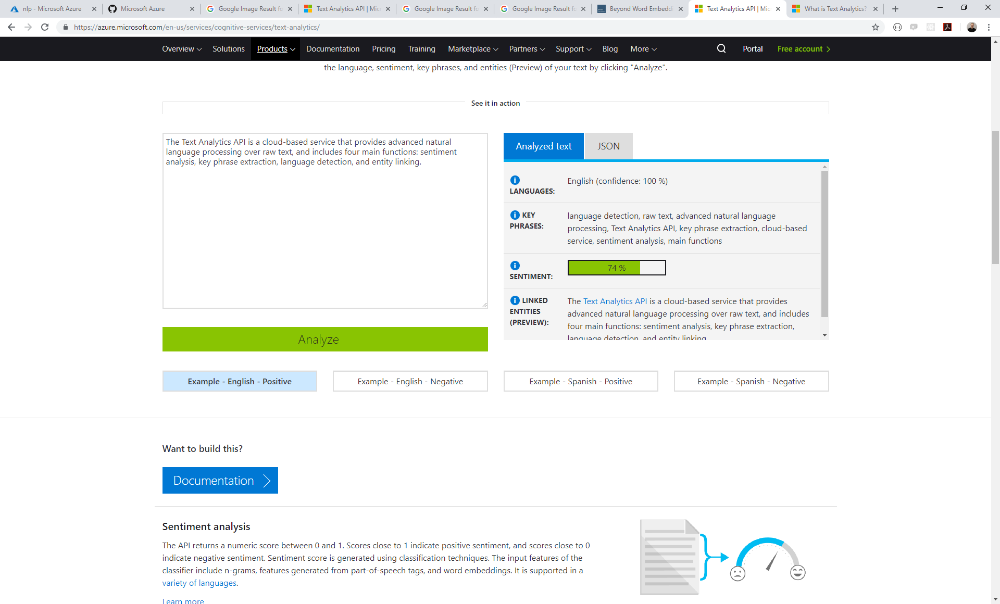 nlp - Microsoft Azure
Microsoft Azure
Google Image Result fo
Text Analytics API | Mic
Google Image Result fo
Google Image Result fo
Beyond Word Embeddi
Text Analytics API | Mic
What is Text Analytics?
https://azure.microsoft.com/en-us/services/cognitive-services/text-analytics/
Overview Solutions Products Documentation Pricing Training Marketplace Partners Support Blog More Portal Free account
the language, sentiment, key phrases, and entities (Preview) of your text by clicking "Analyze".
See it in action
The Text Analytics API is a cloud-based service that provides advanced natural
language processing over raw text, and includes four main functions: sentiment
analysis, key phrase extraction, language detection, and entity linking.
Analyze
Analyzed text
JSON
LANGUAGES:
English (confidence: 100 %)
KEY
PHRASES:
language detection, raw text, advanced natural language
processing, Text Analytics API, key phrase extraction, cloud-based
service, sentiment analysis, main functions
SENTIMENT:
74 %
LINKED
ENTITIES
(PREVIEW):
The Text Analytics API is a cloud-based service that provides
advanced natural language processing over raw text, and includes
four main functions: sentiment analysis, key phrase extraction,
language detection, and entity linking
Example - English - Positive
Example - English - Negative
Example - Spanish - Positive
Example - Spanish - Negative
Want to build this?
Documentation
Sentiment analysis
The API returns a numeric score between 0 and 1. Scores close to 1 indicate positive sentiment, and scores close to 0
indicate negative sentiment. Sentiment score is generated using classification techniques. The input features of the
classifier include n-grams, features generated from part-of-speech tags, and word embeddings. It is supported in a
variety of languages.
Learn more